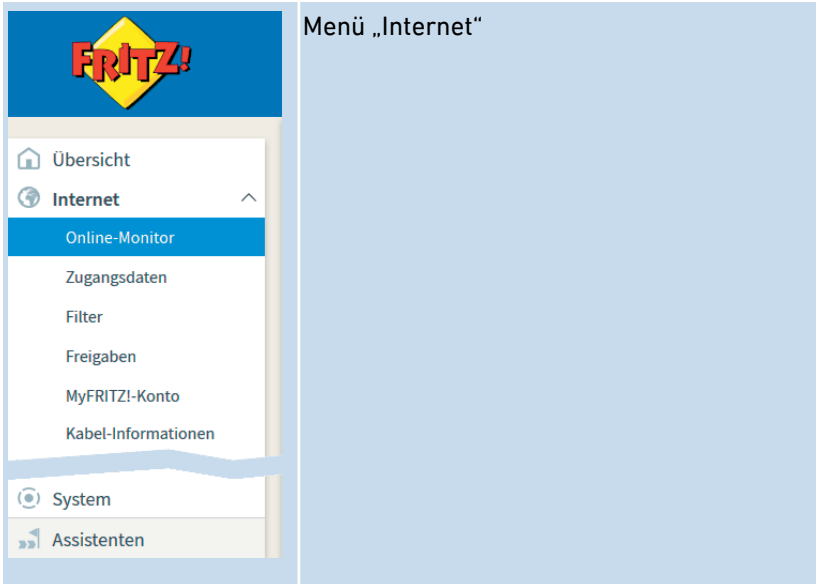 FRITZ!
Menü „Internet“
Übersicht
Internet
Online-Monitor
Zugangsdaten
Filter
Freigaben
MyFRITZ!-Konto
Kabel-Informationen
System
Assistenten